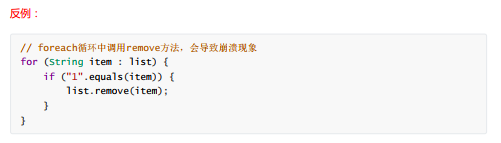 反例：
// foreach循环中调用remove方法，会导致崩溃现象
for (String item : list) {
    if ("1".equals(item)) {
        list.remove(item);
    }
}